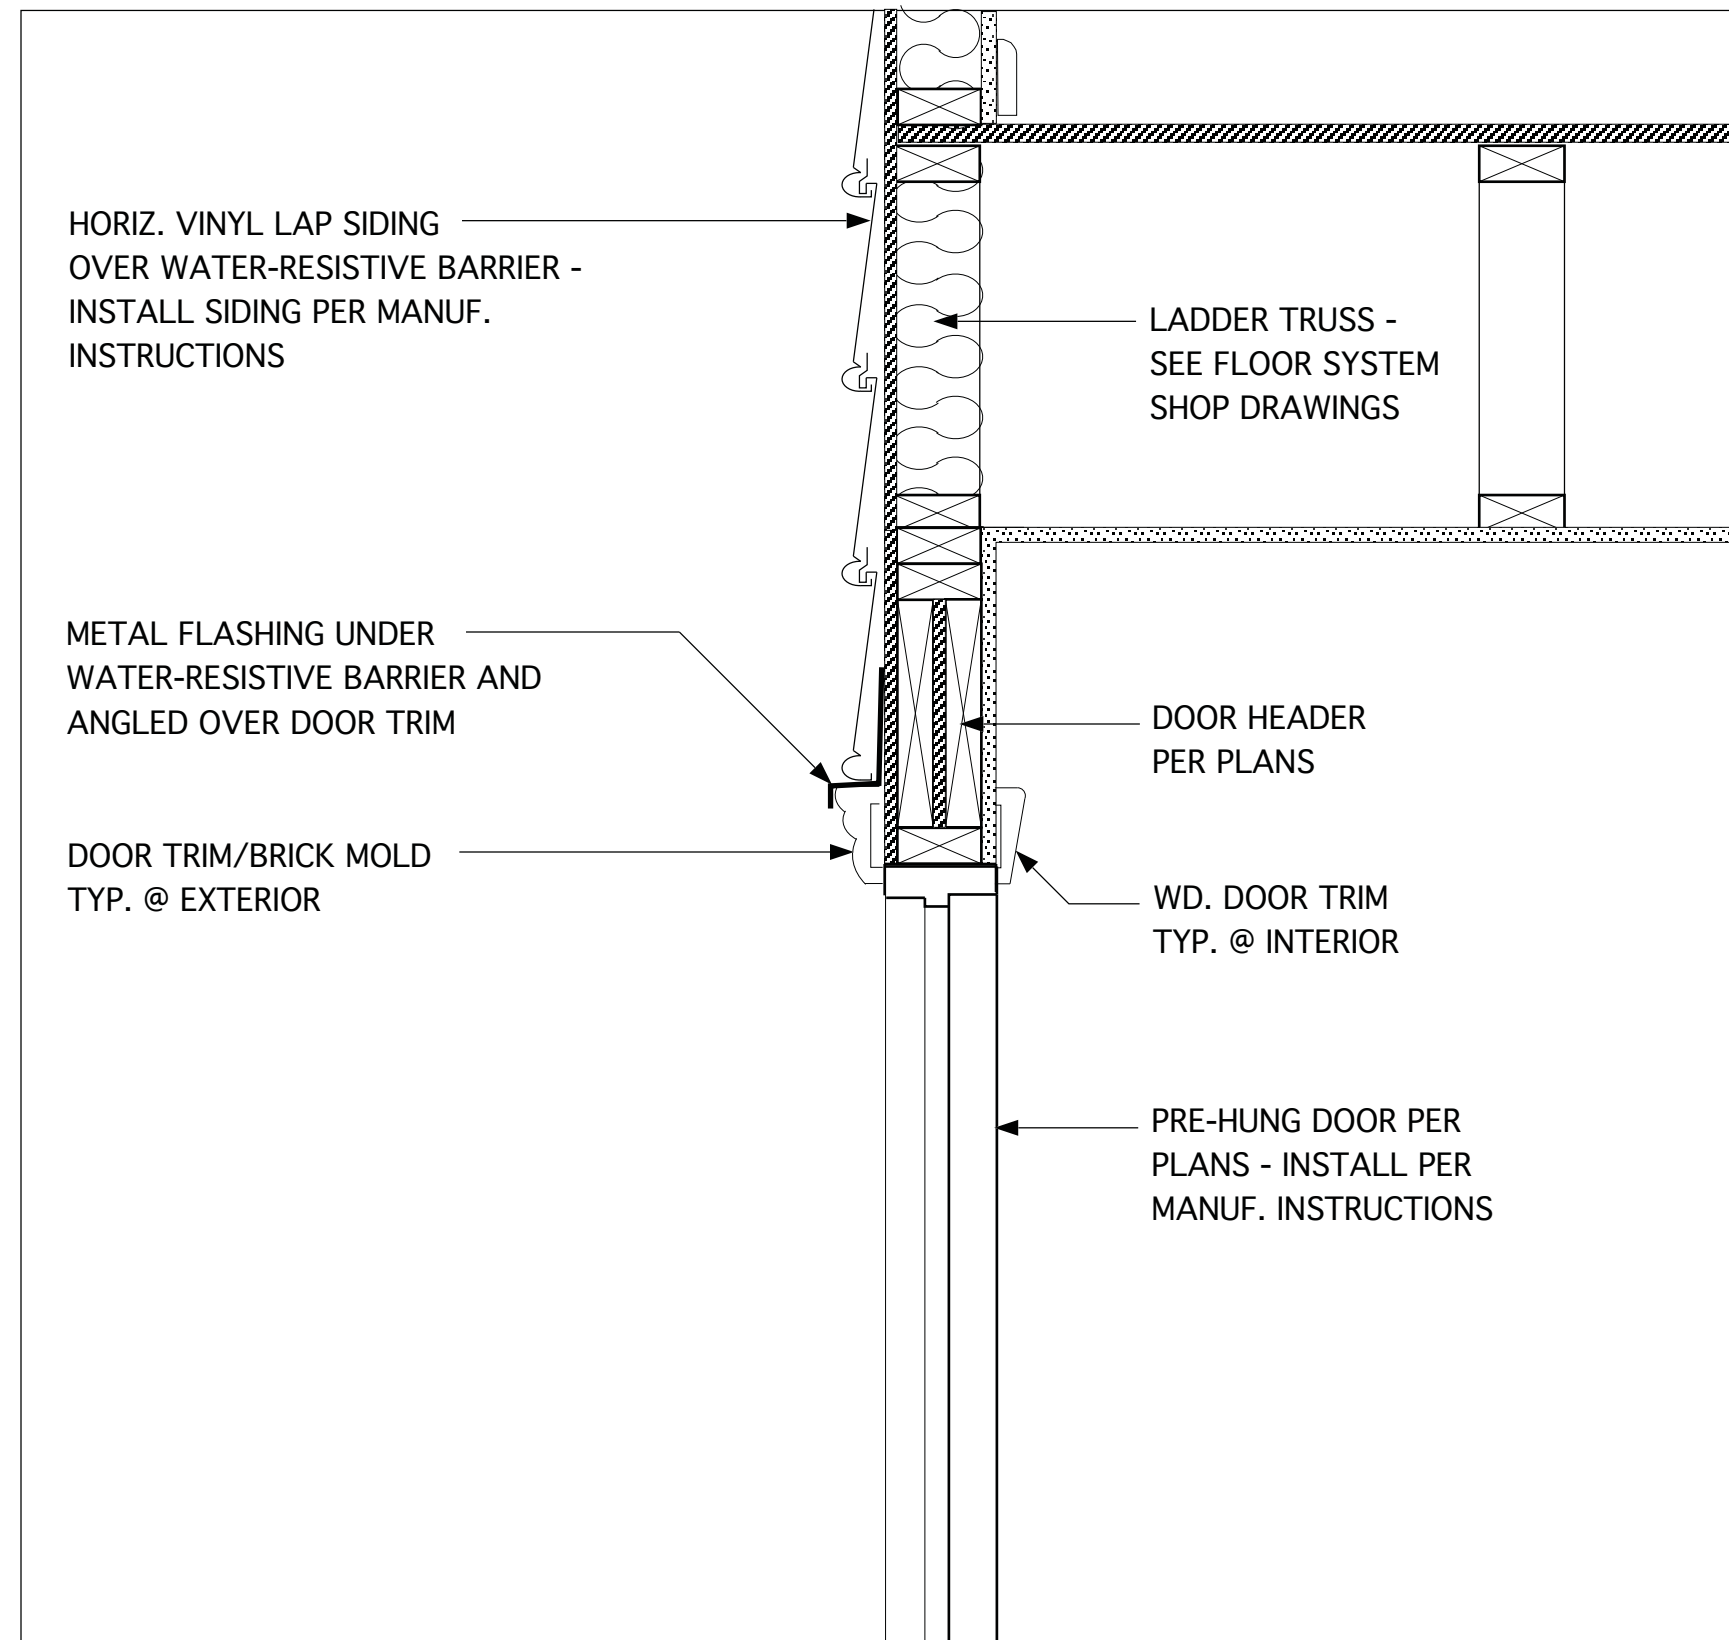 HORIZ. VINYL LAP SIDING
OVER WATER-RESISTIVE BARRIER -
INSTALL SIDING PER MANUF.
INSTRUCTIONS
LADDER TRUSS -
SEE FLOOR SYSTEM
SHOP DRAWINGS
METAL FLASHING UNDER
WATER-RESISTIVE BARRIER AND
ANGLED OVER DOOR TRIM
DOOR HEADER
PER PLANS
DOOR TRIM/BRICK MOLD
TYP. @ EXTERIOR
WD. DOOR TRIM
TYP. @ INTERIOR
PRE-HUNG DOOR PER
PLANS - INSTALL PER
MANUF. INSTRUCTIONS